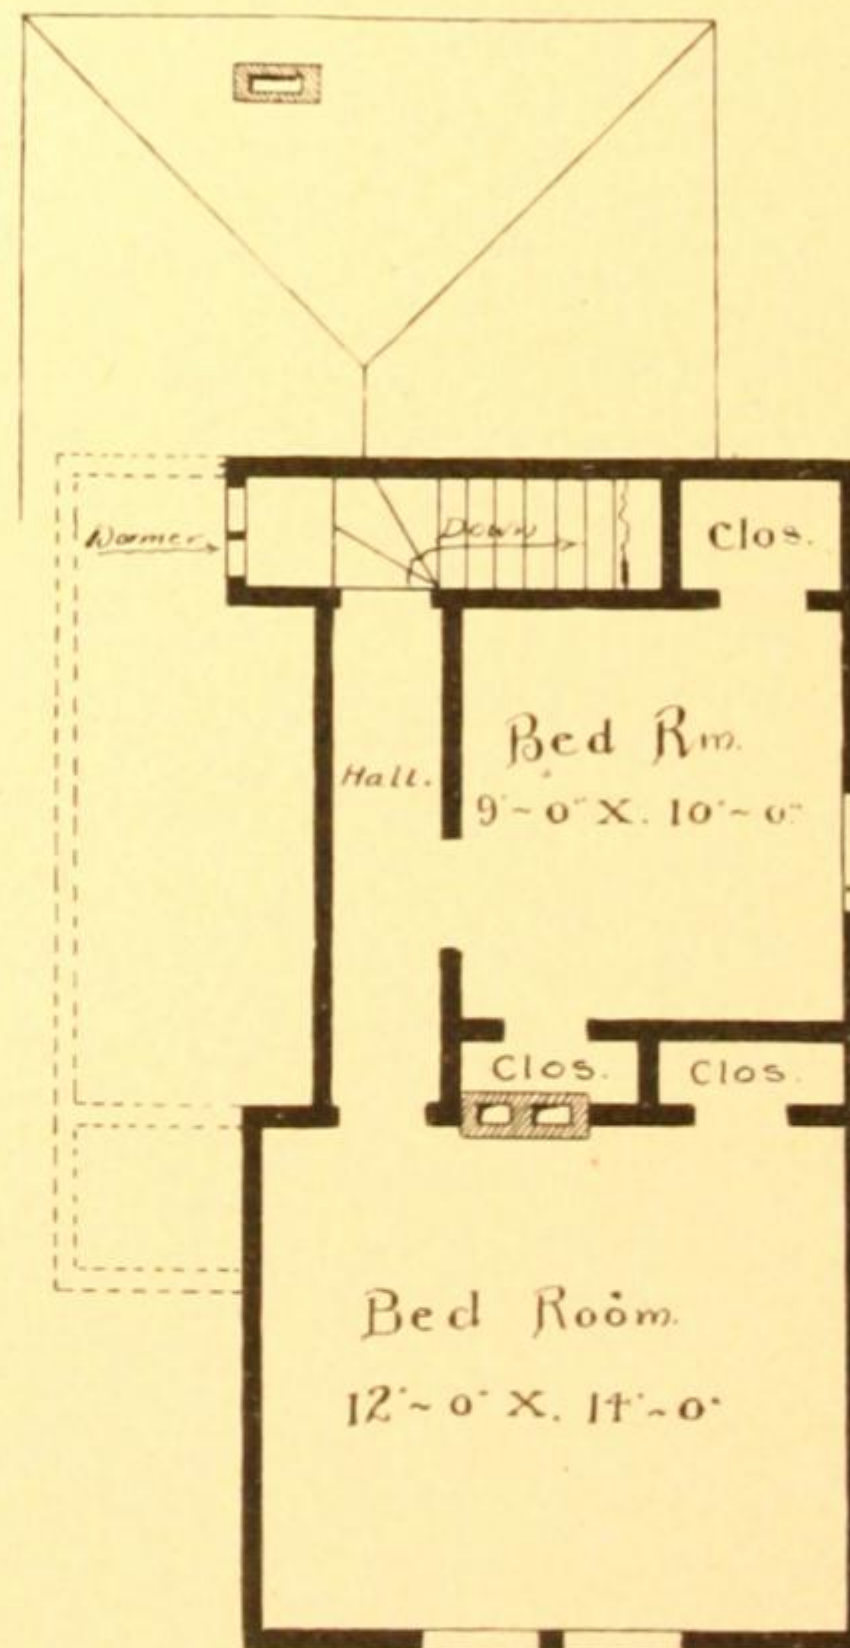 Dormer
Down
Clos.
Bed Rm.
Hall.
9'~0" X. 10'~0"
Clos.
Clos.
Bed Room.
12'~0" X. 14'~0"